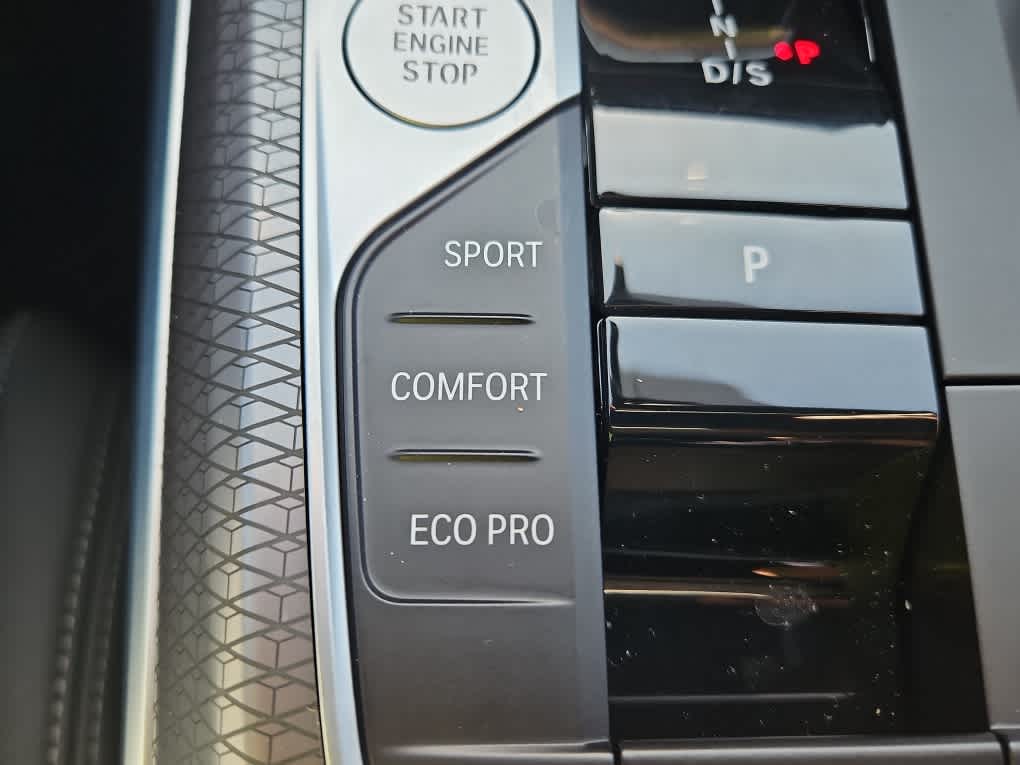 START
ENGINE
STOP
N
D/S
P
SPORT
P
COMFORT
ECO PRO